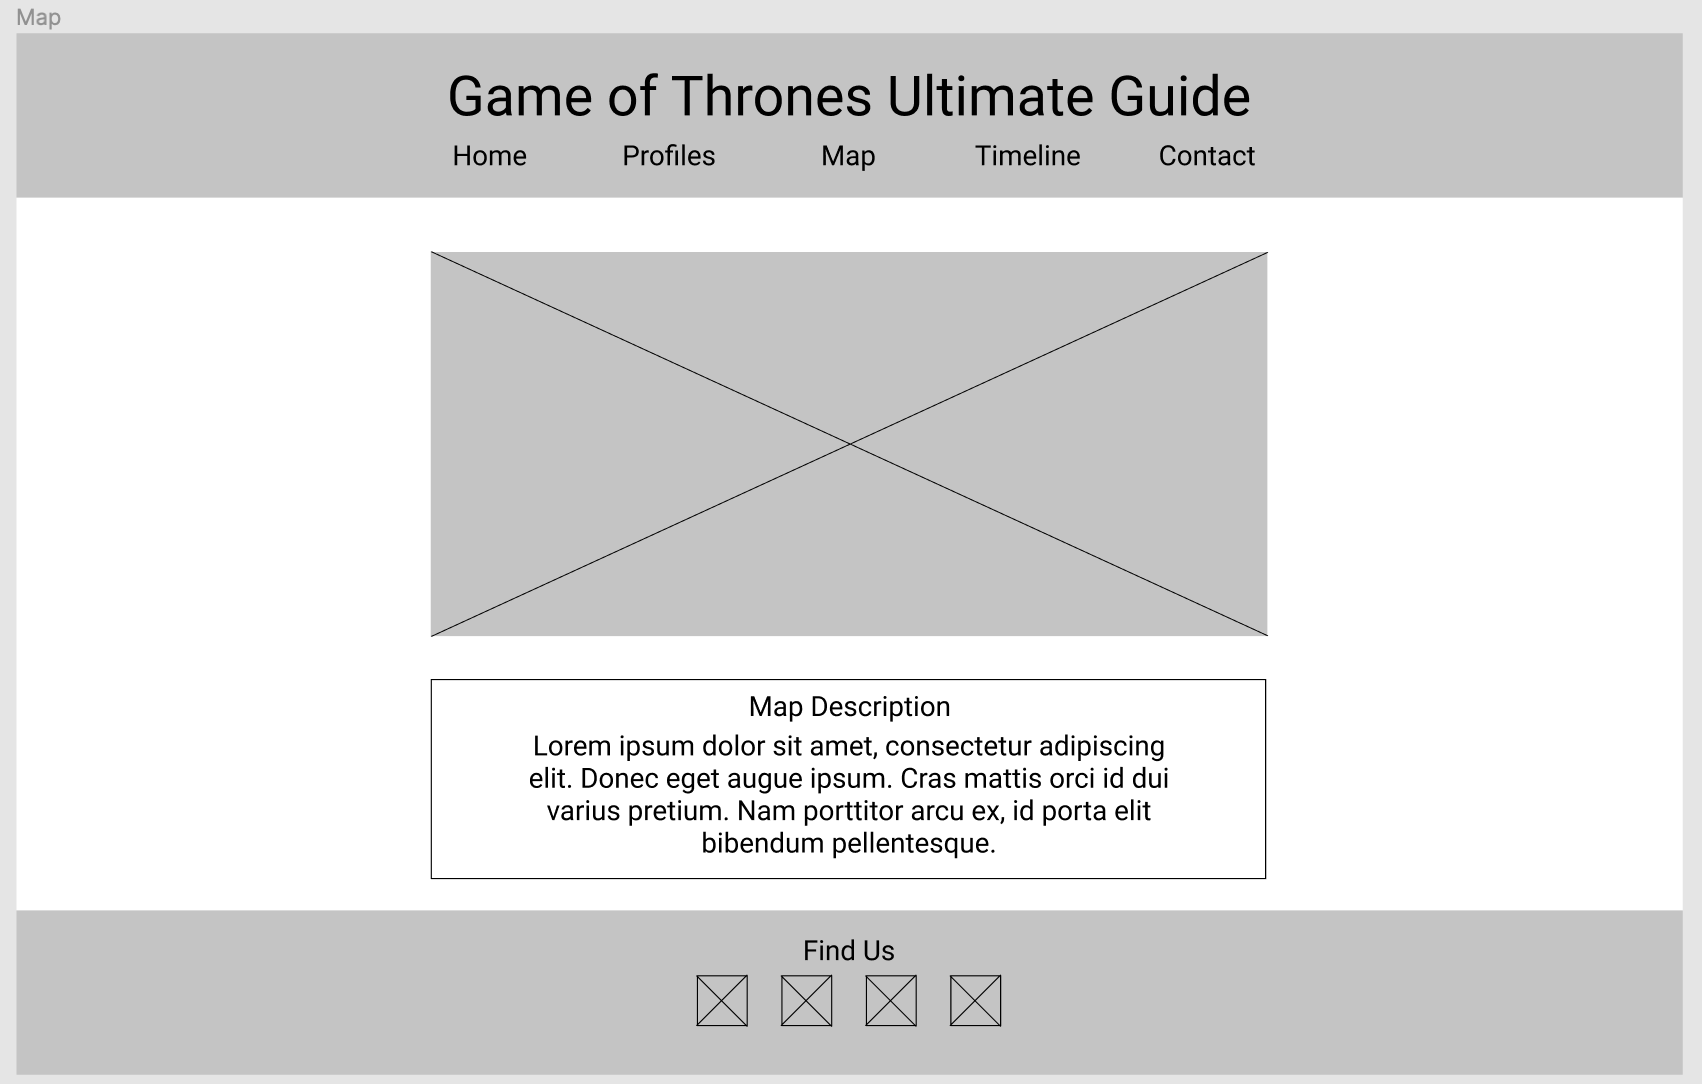 Map
Game of Thrones Ultimate Guide
Home Profiles Map Timeline Contact
Map Description
Lorem ipsum dolor sit amet, consectetur adipiscing
elit. Donec eget augue ipsum. Cras mattis orci id dui
varius pretium. Nam porttitor arcu ex, id porta elit
bibendum pellentesque.
Find Us